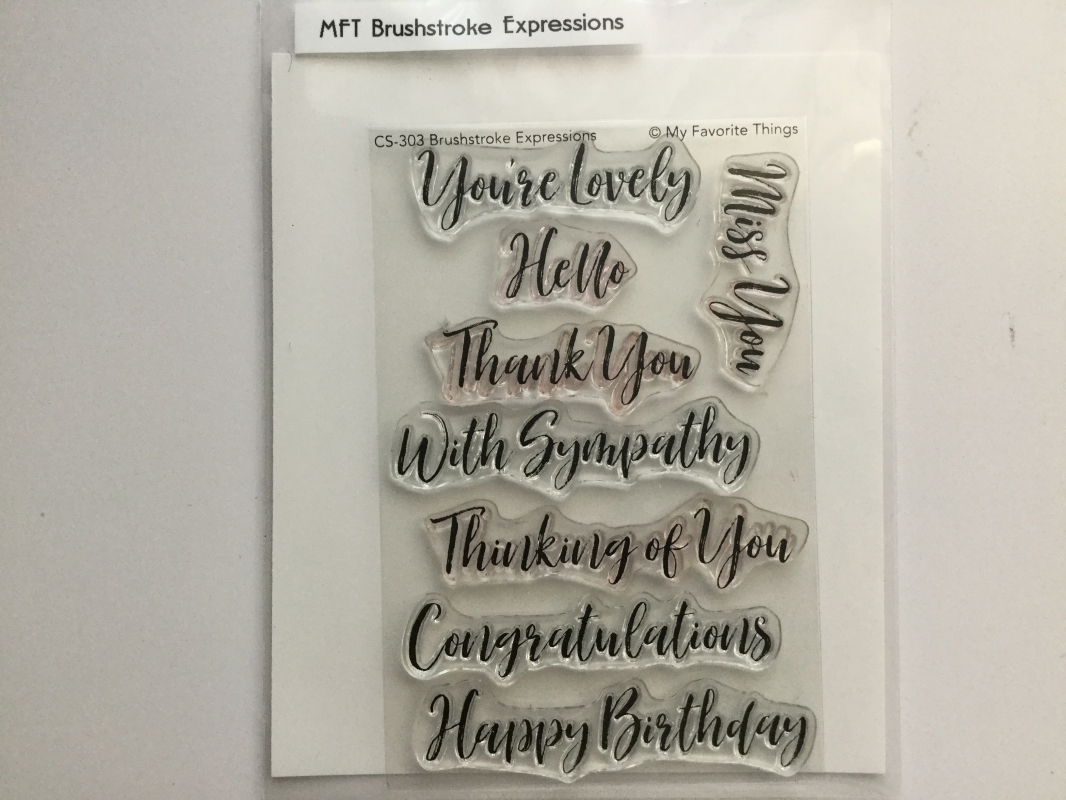 MFT Brushstroke Expressions
CS-303 Brushstroke Expressions
© My Favorite Things
You're Lovely
Miss You
Hello
Thank You
With Sympathy
Thinking of You
Congratulations
Happy Birthday